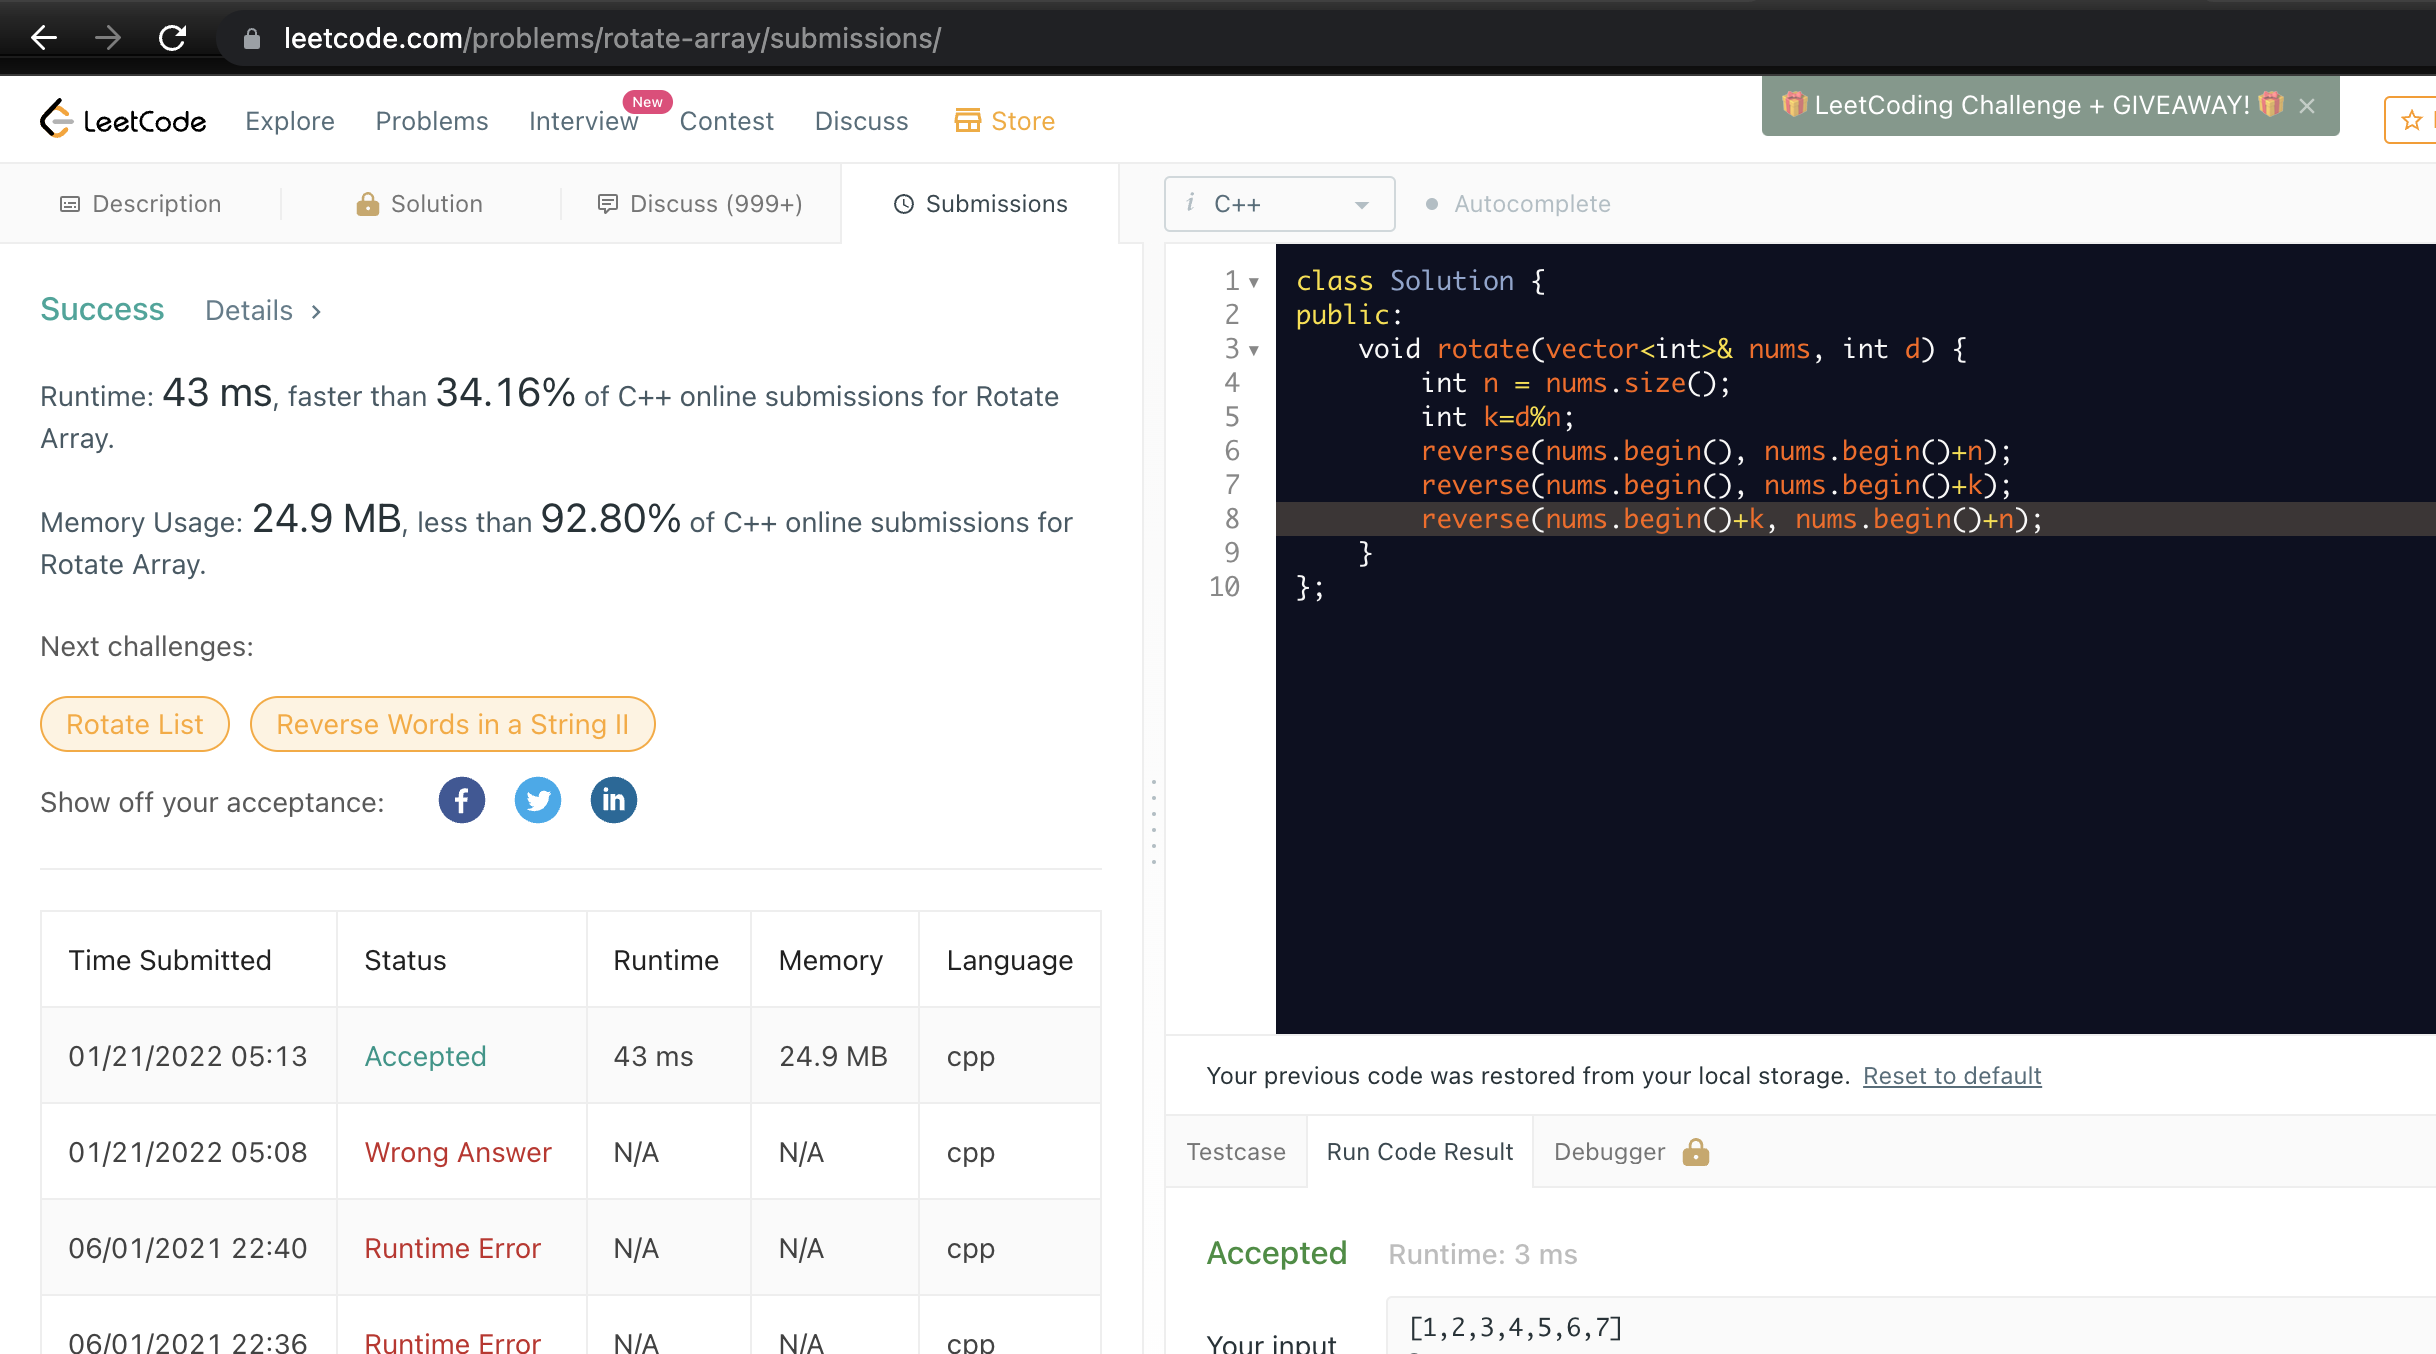 leetcode.com/problems/rotate-array/submissions/
LeetCode Explore Problems Interview New Contest Discuss Store
🎁 LeetCoding Challenge + GIVEAWAY! 🎁 ×
Description Solution Discuss (999+) Submissions
i C++ Autocomplete
Success Details >
Runtime: 43 ms, faster than 34.16% of C++ online submissions for Rotate
Array.
Memory Usage: 24.9 MB, less than 92.80% of C++ online submissions for
Rotate Array.
Next challenges:
Rotate List Reverse Words in a String II
Show off your acceptance:
Time Submitted Status Runtime Memory Language
01/21/2022 05:13 Accepted 43 ms 24.9 MB cpp
01/21/2022 05:08 Wrong Answer N/A N/A cpp
06/01/2021 22:40 Runtime Error N/A N/A cpp
06/01/2021 22:36 Runtime Error N/A N/A cpp
1 class Solution {
2 public:
3     void rotate(vector<int>& nums, int d) {
4         int n = nums.size();
5         int k=d%n;
6         reverse(nums.begin(), nums.begin()+n);
7         reverse(nums.begin(), nums.begin()+k);
8         reverse(nums.begin()+k, nums.begin()+n);
9     }
10 };
Your previous code was restored from your local storage. Reset to default
Testcase Run Code Result Debugger
Accepted Runtime: 3 ms
Your input
[1,2,3,4,5,6,7]